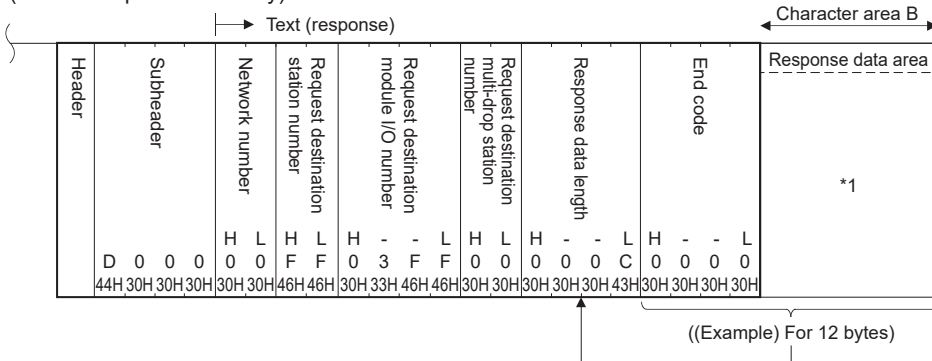 Text (response)
Character area B
Header
Subheader
Network number
Request destination
station number
Request destination
module I/O number
Request destination
multi-drop station
number
Response data length
End code
Response data area
*1
H L H L H - - L H L H - - L H - - L
D 0 0 0 0 0 F F 0 3 F F 0 0 0 0 0 C 0 0 0 0
44H 30H 30H 30H 30H 30H 46H 46H 30H 33H 46H 46H 30H 30H 30H 30H 30H 43H 30H 30H 30H 30H
((Example) For 12 bytes)